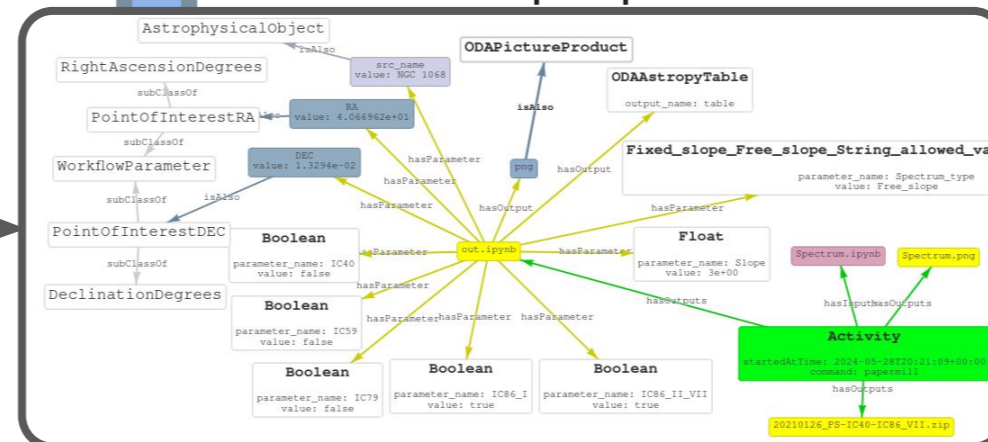 AstrophysicalObject
isAlso
src_name
value: NGC 1068
ODAPictureProduct
RightAscensionDegrees
subClassOf
ODAAstropyTable
output_name: table
RA
value: 4.066962e+01
isAlso
PointOfInterestRA
subClassOf
DEC
value: 1.3294e-02
png
hasParameter
hasOutput
Fixed_slope_Free_slope_String_allowed_va
parameter_name: Spectrum_type
value: Free_slope
WorkflowParameter
hasParameter
subClassOf
isAlso
hasParameter
hasOutput
hasParameter
PointOfInterestDEC
subClassOf
DeclinationDegrees
Boolean
parameter_name: IC40
value: false
hasParameter
out.ipynb
hasParameter
Float
parameter_name: Slope
value: 3e+00
Spectrum.ipynb
Spectrum.png
hasParameter
hasOutputs
hasInputs
hasOutputs
Boolean
parameter_name: IC59
value: false
hasParameter
hasParameter
hasParameter
Activity
startedAtTime: 2024-05-28T20:21:09+00:00
command: papermill
Boolean
parameter_name: IC79
value: false
Boolean
parameter_name: IC86_I
value: true
Boolean
parameter_name: IC86_II_VII
value: true
hasOutputs
20210126_PS-IC40-IC86_VII.zip